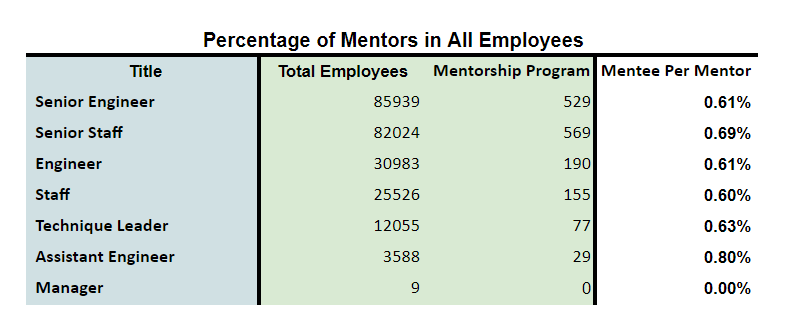 Percentage of Mentors in All Employees
Title Total Employees Mentorship Program Mentee Per Mentor
Senior Engineer 85939 529 0.61%
Senior Staff 82024 569 0.69%
Engineer 30983 190 0.61%
Staff 25526 155 0.60%
Technique Leader 12055 77 0.63%
Assistant Engineer 3588 29 0.80%
Manager 9 0 0.00%